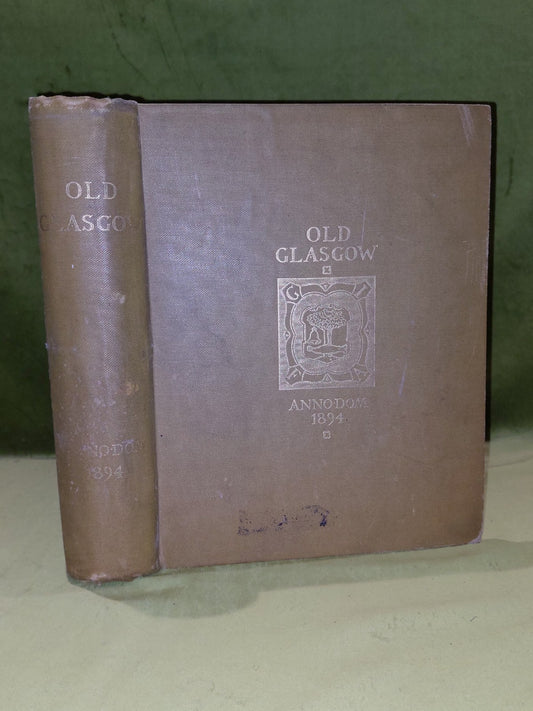 OLD
GLASGOW
ANNO·DOM
1894
OLD
GLASGOW
G I
F A
ANNO·DOM
1894.